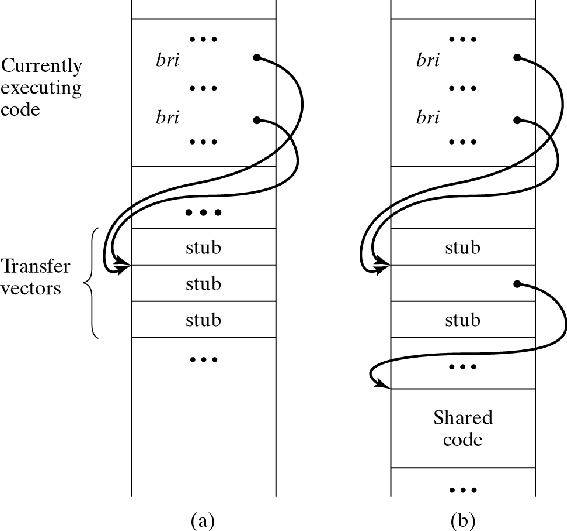 Currently
executing
code
...
bri
...
bri
...
...
Transfer
vectors
stub
stub
stub
...
(a)
...
bri
...
bri
...
stub
stub
...
Shared
code
...
(b)